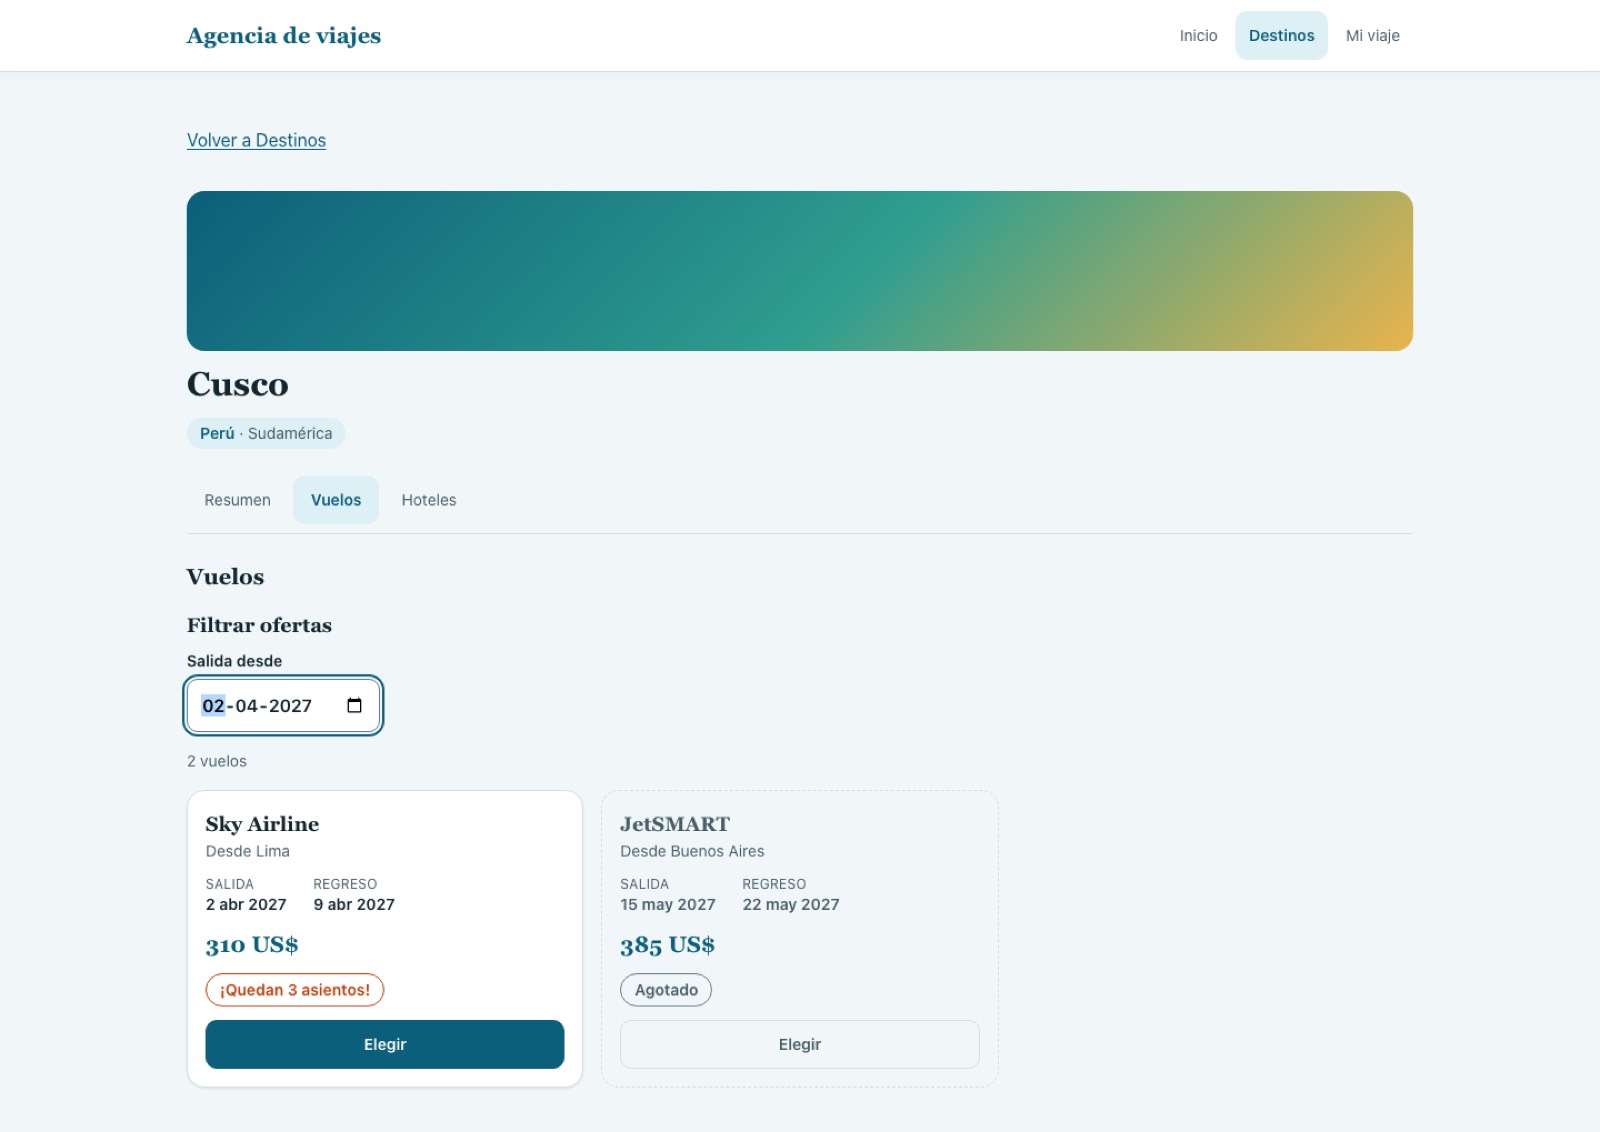 Agencia de viajes
Inicio Destinos Mi viaje
Volver a Destinos
Cusco
Perú · Sudamérica
Resumen Vuelos Hoteles
Vuelos
Filtrar ofertas
Salida desde
02-04-2027
2 vuelos
Sky Airline
Desde Lima
SALIDA REGRESO
2 abr 2027 9 abr 2027
310 US$
¡Quedan 3 asientos!
Elegir
JetSMART
Desde Buenos Aires
SALIDA REGRESO
15 may 2027 22 may 2027
385 US$
Agotado
Elegir